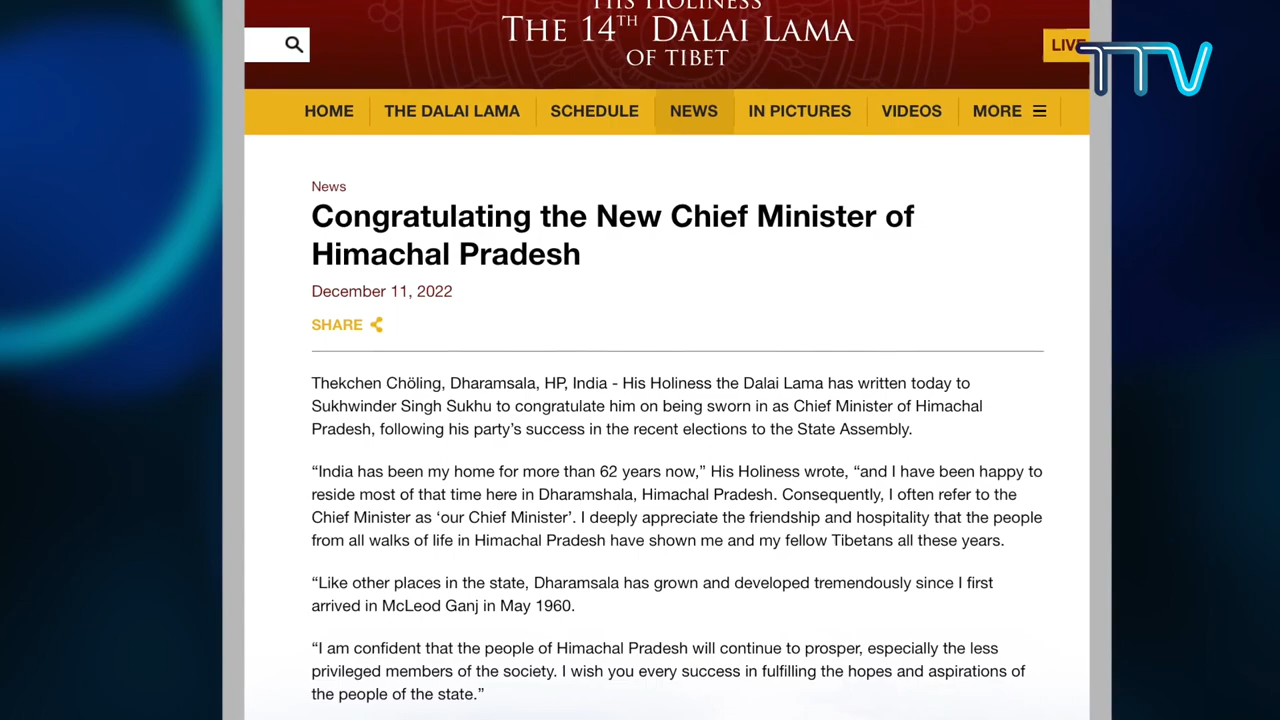 HIS HOLINESS
THE 14TH DALAI LAMA
OF TIBET
LIVE
TTV
HOME
THE DALAI LAMA
SCHEDULE
NEWS
IN PICTURES
VIDEOS
MORE
News
Congratulating the New Chief Minister of
Himachal Pradesh
December 11, 2022
SHARE
Thekchen Chöling, Dharamsala, HP, India - His Holiness the Dalai Lama has written today to
Sukhwinder Singh Sukhu to congratulate him on being sworn in as Chief Minister of Himachal
Pradesh, following his party’s success in the recent elections to the State Assembly.
“India has been my home for more than 62 years now,” His Holiness wrote, “and I have been happy to
reside most of that time here in Dharamshala, Himachal Pradesh. Consequently, I often refer to the
Chief Minister as ‘our Chief Minister’. I deeply appreciate the friendship and hospitality that the people
from all walks of life in Himachal Pradesh have shown me and my fellow Tibetans all these years.
“Like other places in the state, Dharamsala has grown and developed tremendously since I first
arrived in McLeod Ganj in May 1960.
“I am confident that the people of Himachal Pradesh will continue to prosper, especially the less
privileged members of the society. I wish you every success in fulfilling the hopes and aspirations of
the people of the state.”